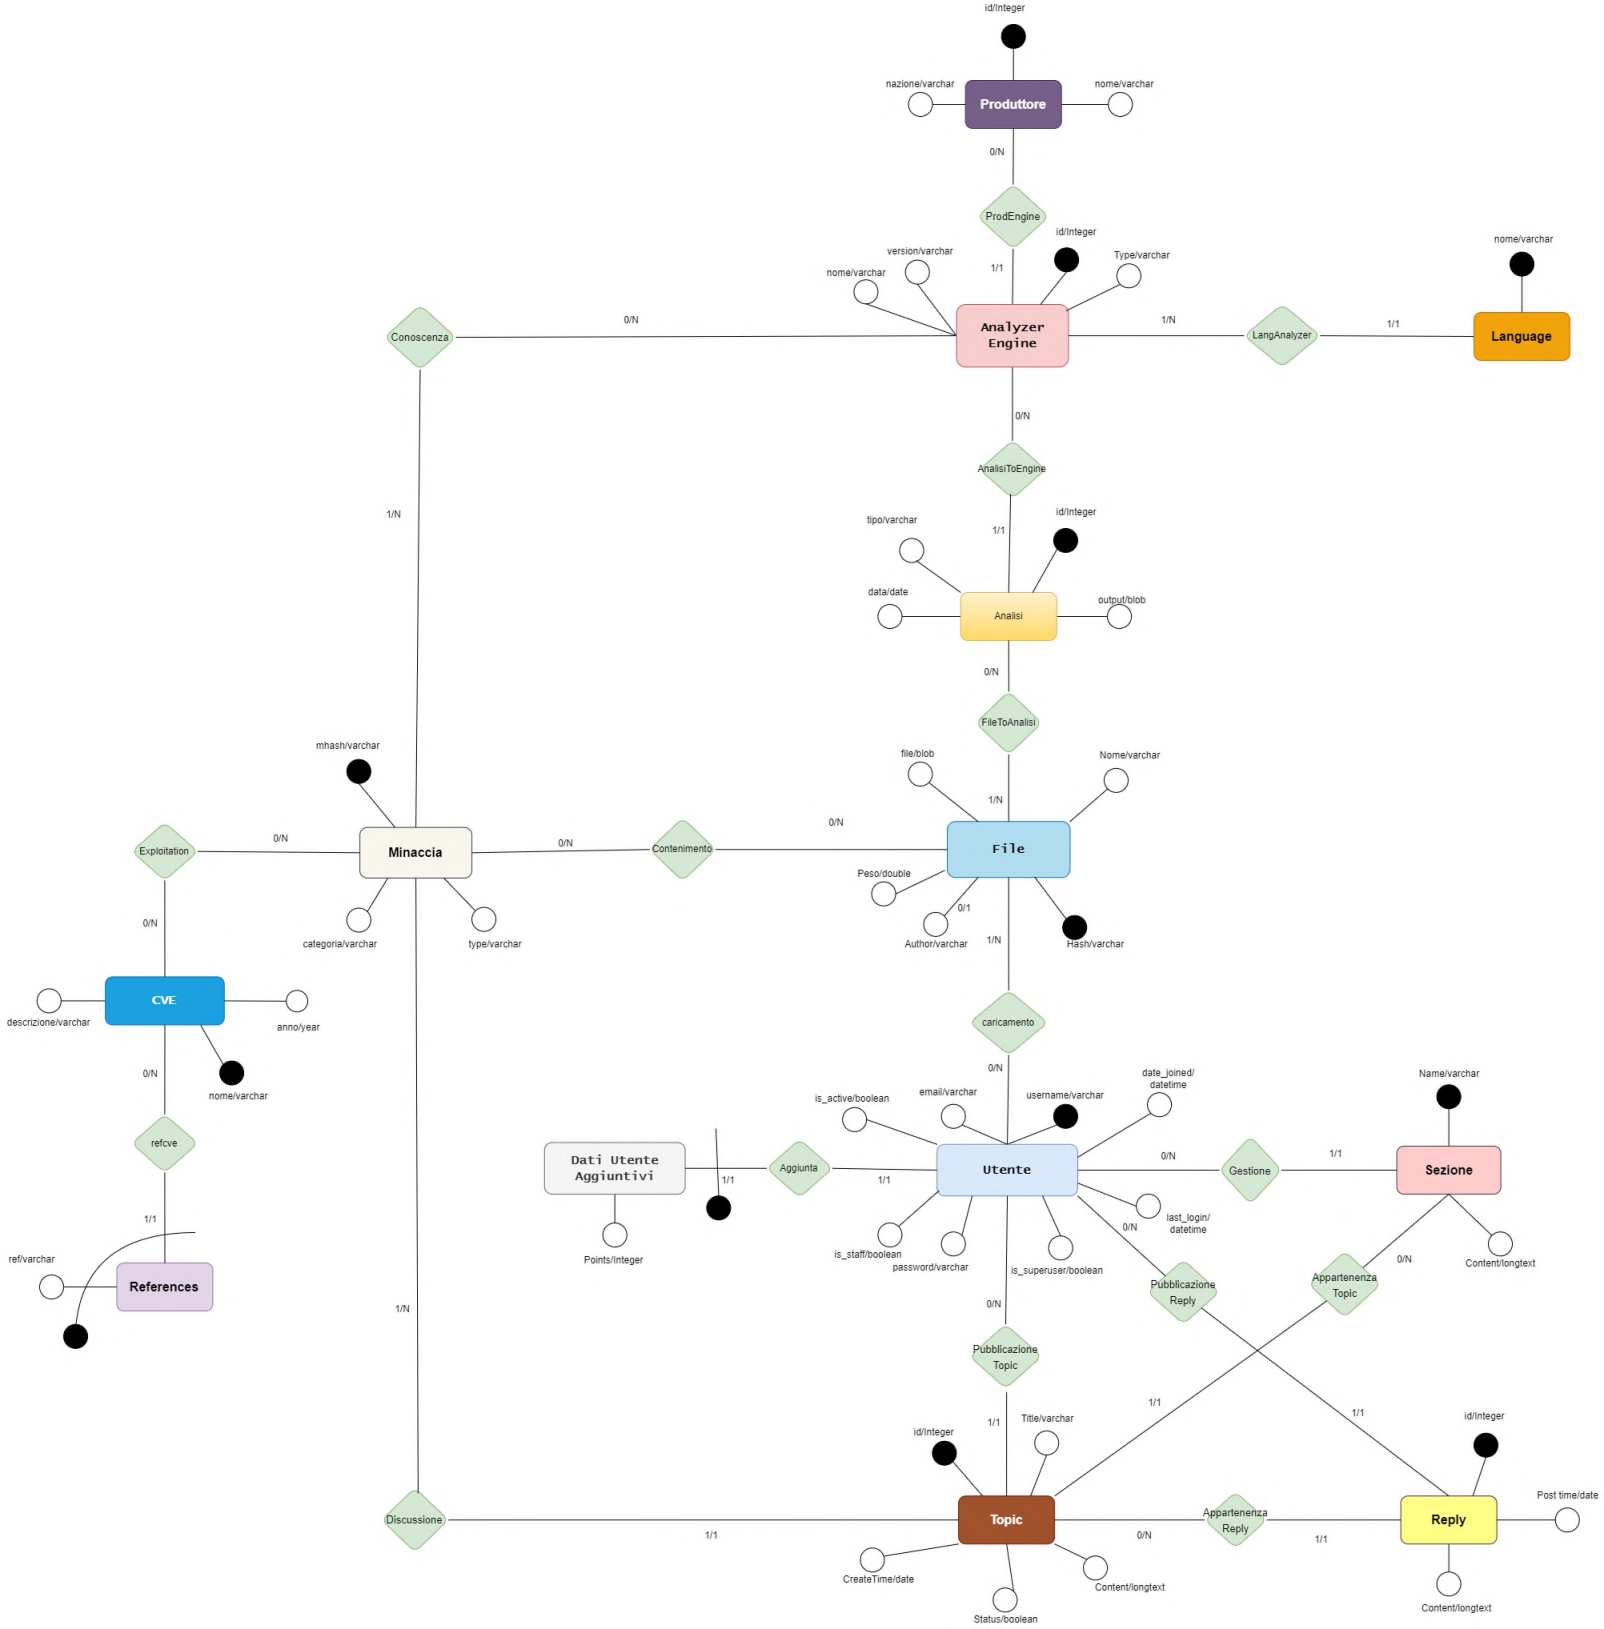 id/Integer
nazione/varchar
nome/varchar
Produttore
0/N
ProdEngine
id/Integer
version/varchar
Type/varchar
nome/varchar
1/1
nome/varchar
Conoscenza
0/N
Analyzer
Engine
1/N
LangAnalyzer
1/1
Language
0/N
AnalisiToEngine
1/N
tipo/varchar
id/Integer
1/1
data/date
output/blob
Analisi
0/N
FileToAnalisi
mhash/varchar
file/blob
Nome/varchar
1/N
Exploitation
0/N
Minaccia
0/N
Contenimento
0/N
File
Peso/double
0/1
Author/varchar
Hash/varchar
categoria/varchar
type/varchar
0/N
1/N
CVE
descrizione/varchar
anno/year
nome/varchar
caricamento
0/N
0/N
is_active/boolean
email/varchar
username/varchar
date_joined/
datetime
Name/varchar
refcve
Dati Utente
Aggiuntivi
1/1
Aggiunta
1/1
Utente
0/N
Gestione
1/1
Sezione
1/1
ref/varchar
References
Points/Integer
is_staff/boolean
password/varchar
is_superuser/boolean
last_login/
datetime
0/N
Content/longtext
0/N
Pubblicazione
Reply
Appartenenza
Topic
1/N
0/N
Pubblicazione
Topic
1/1
1/1
1/1
id/Integer
Title/varchar
id/Integer
Discussione
1/1
Topic
0/N
Appartenenza
Reply
1/1
Reply
Post time/date
CreateTime/date
Status/boolean
Content/longtext
Content/longtext